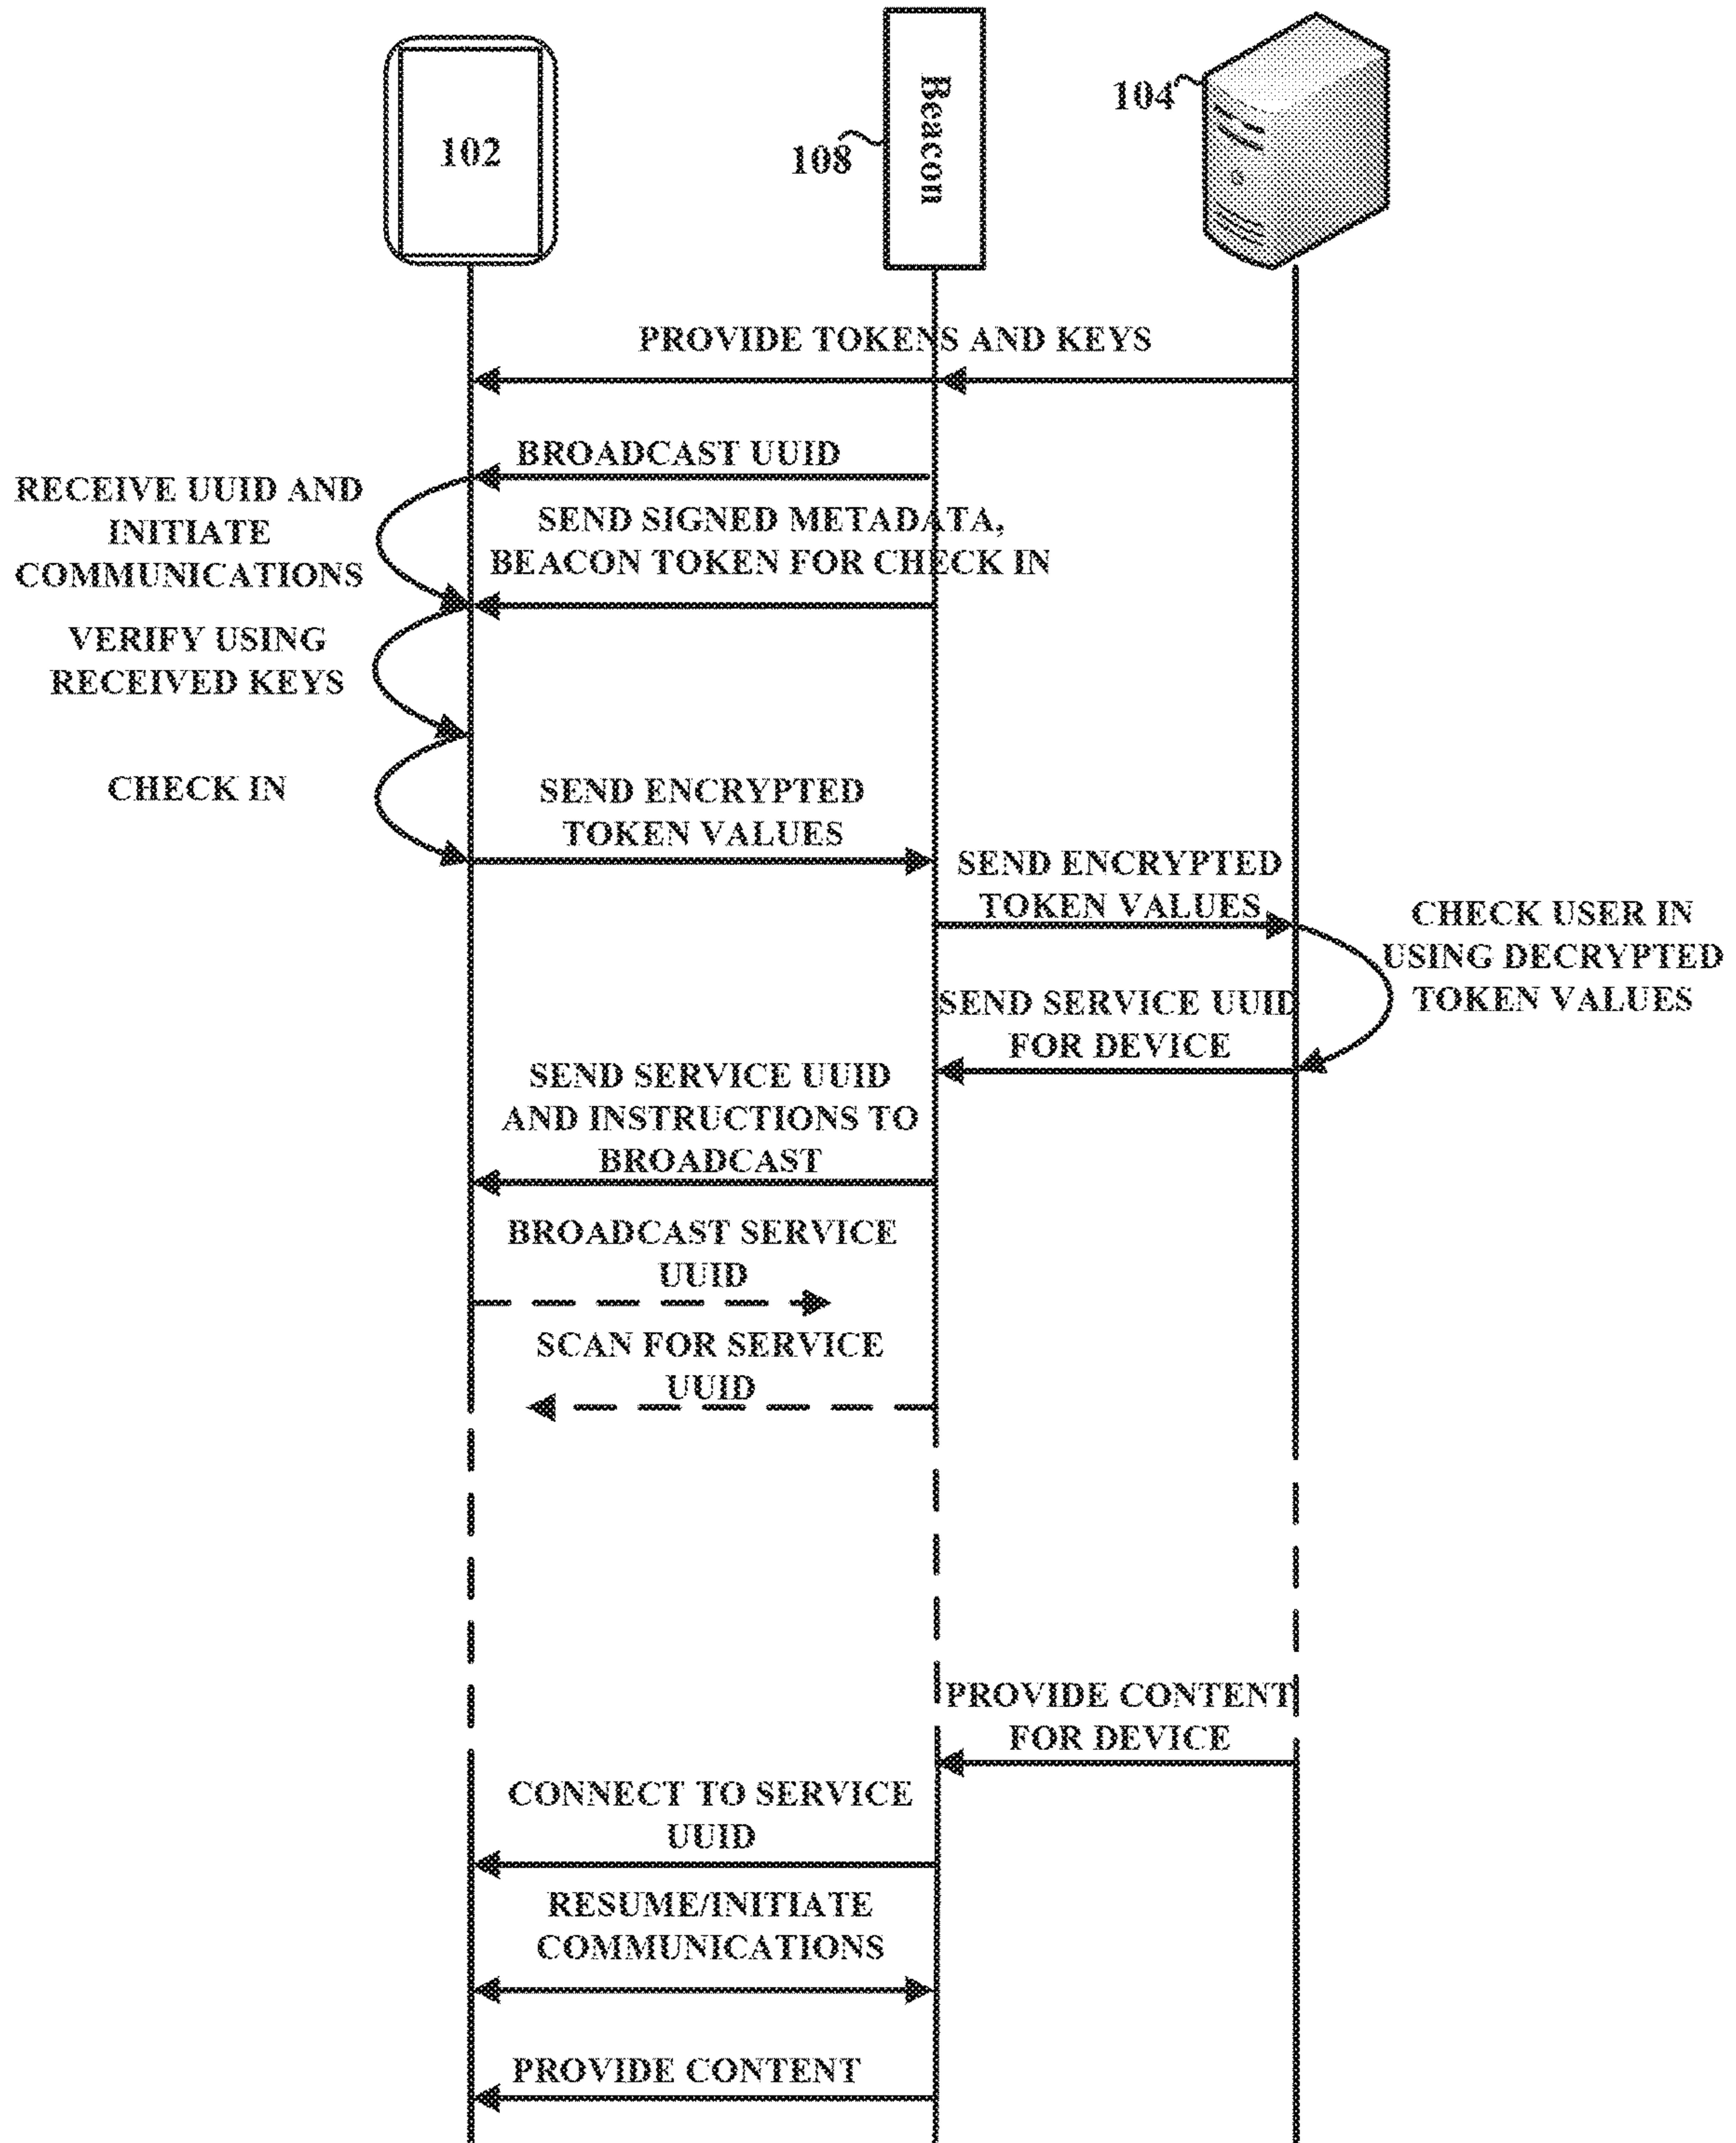 102
108
Beacon
104
PROVIDE TOKENS AND KEYS
BROADCAST UUID
RECEIVE UUID AND
INITIATE
COMMUNICATIONS
SEND SIGNED METADATA,
BEACON TOKEN FOR CHECK IN
VERIFY USING
RECEIVED KEYS
CHECK IN
SEND ENCRYPTED
TOKEN VALUES
SEND ENCRYPTED
TOKEN VALUES
CHECK USER IN
USING DECRYPTED
TOKEN VALUES
SEND SERVICE UUID
FOR DEVICE
SEND SERVICE UUID
AND INSTRUCTIONS TO
BROADCAST
BROADCAST SERVICE
UUID
SCAN FOR SERVICE
UUID
PROVIDE CONTENT
FOR DEVICE
CONNECT TO SERVICE
UUID
RESUME/INITIATE
COMMUNICATIONS
PROVIDE CONTENT